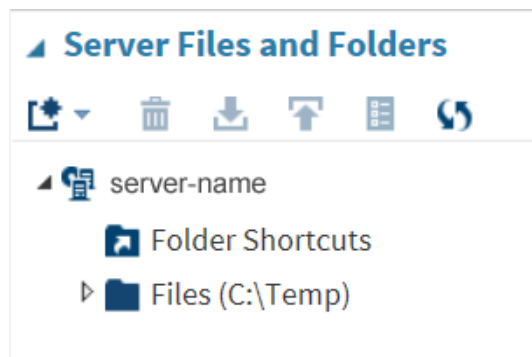 Server Files and Folders
server-name
Folder Shortcuts
Files (C:\Temp)